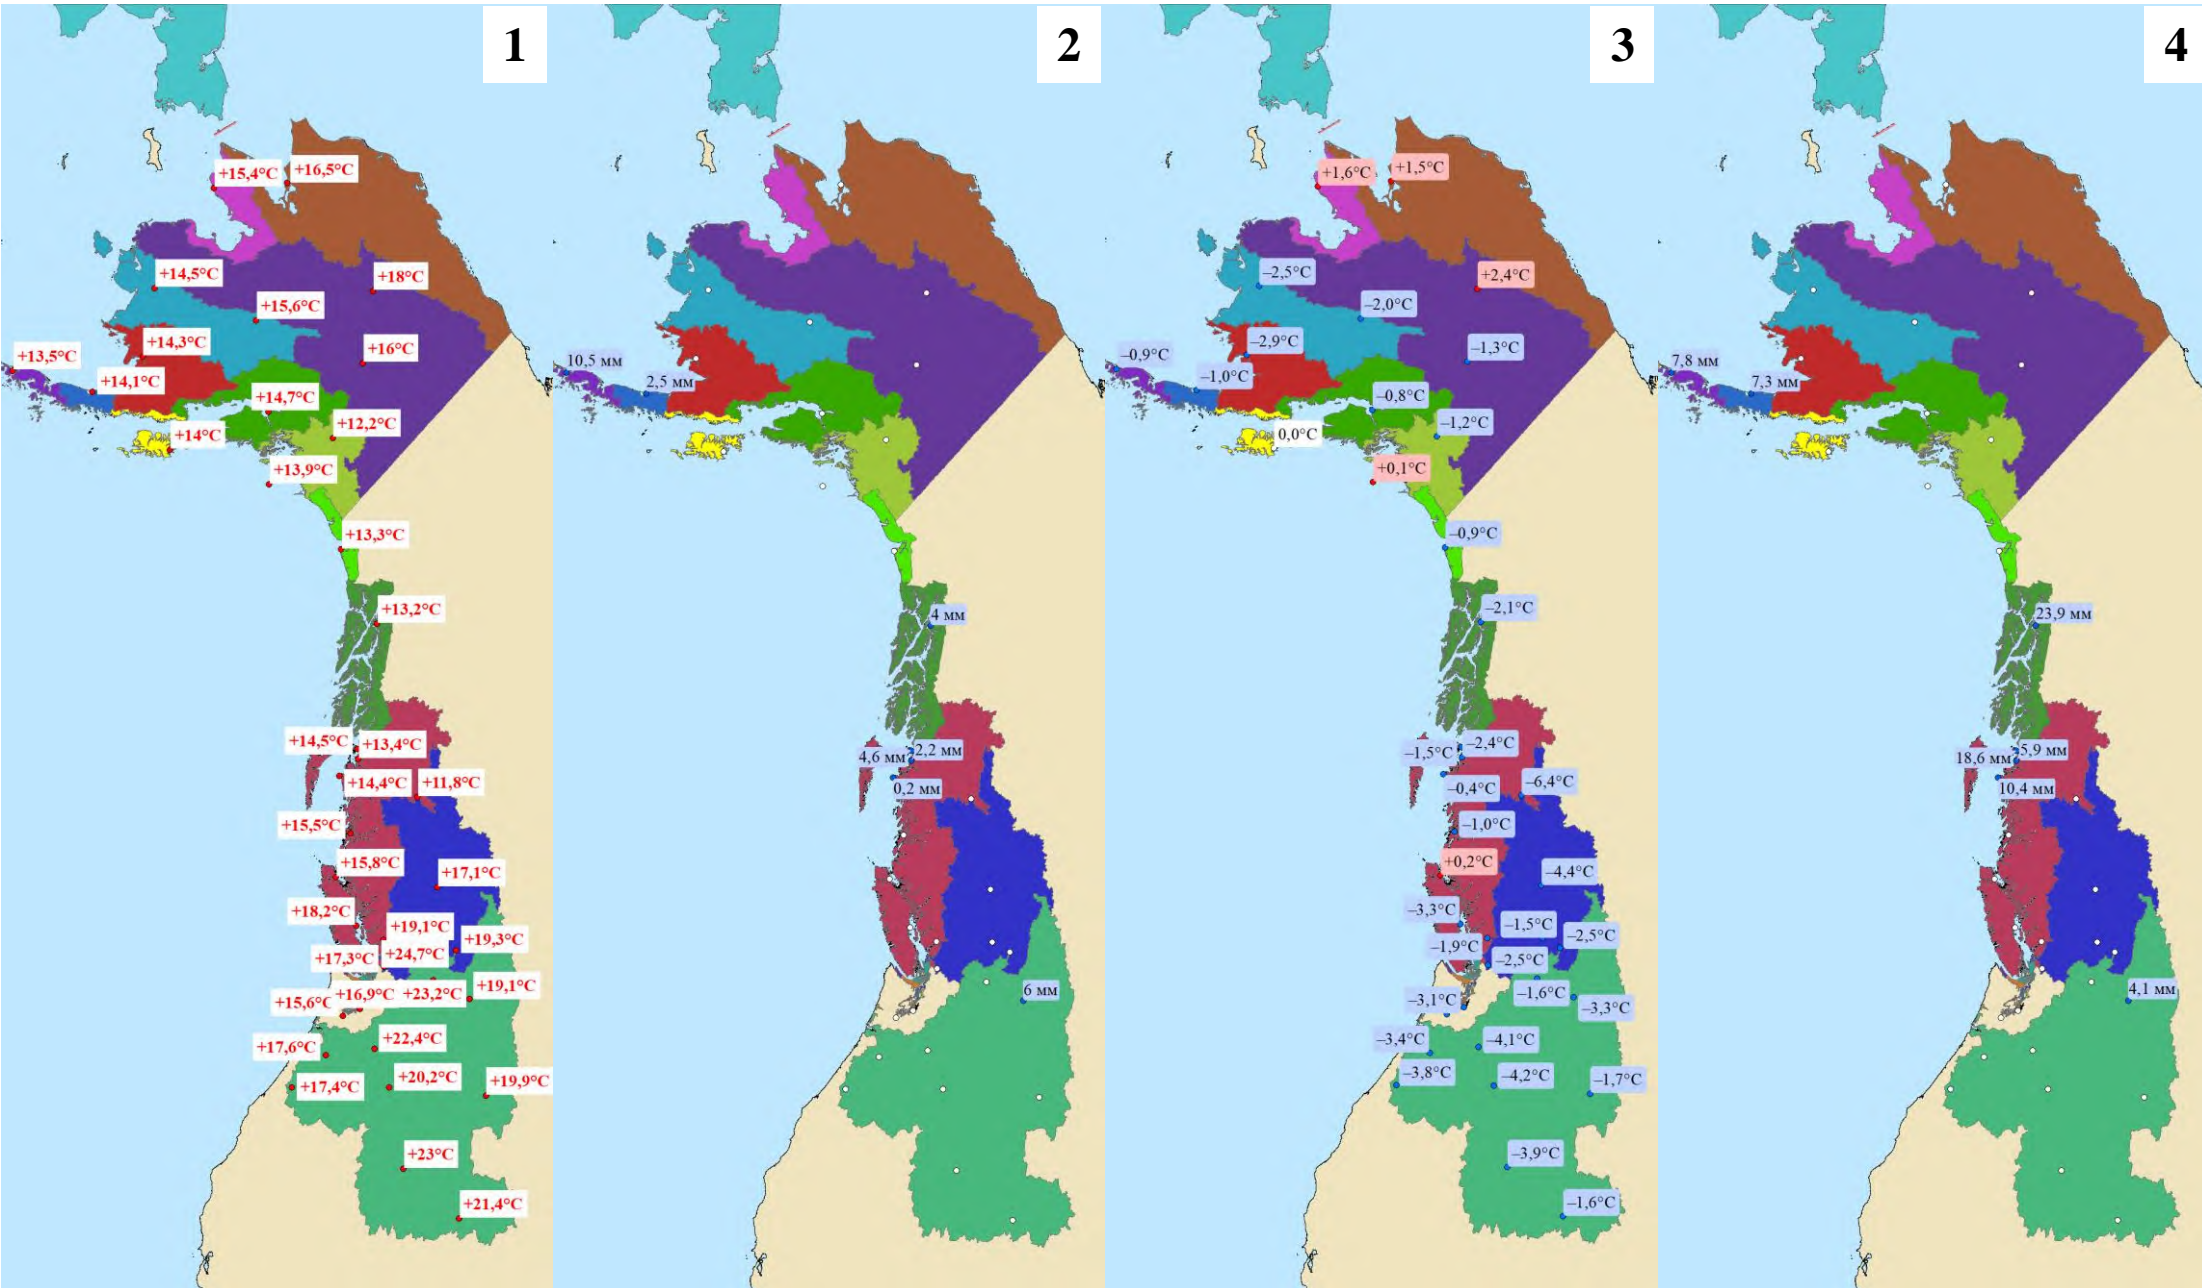 1
+15,4°C
+16,5°C
+14,5°C
+18°C
+15,6°C
+14,3°C
+16°C
+13,5°C
+14,1°C
+14,7°C
+12,2°C
+14°C
+13,9°C
+13,3°C
+13,2°C
+14,5°C
+13,4°C
+14,4°C
+11,8°C
+15,5°C
+15,8°C
+17,1°C
+18,2°C
+19,1°C
+19,3°C
+17,3°C
+24,7°C
+15,6°C
+16,9°C
+23,2°C
+19,1°C
+17,6°C
+22,4°C
+17,4°C
+20,2°C
+19,9°C
+23°C
+21,4°C
2
10,5 мм
2,5 мм
4 мм
4,6 мм
2,2 мм
0,2 мм
6 мм
3
+1,6°C
+1,5°C
–2,5°C
+2,4°C
–2,0°C
–2,9°C
–1,3°C
–0,9°C
–1,0°C
–0,8°C
–1,2°C
0,0°C
+0,1°C
–0,9°C
–2,1°C
–1,5°C
–2,4°C
–0,4°C
–6,4°C
–1,0°C
+0,2°C
–4,4°C
–3,3°C
–1,5°C
–2,5°C
–1,9°C
–2,5°C
–3,1°C
–1,6°C
–3,3°C
–3,4°C
–4,1°C
–3,8°C
–4,2°C
–1,7°C
–3,9°C
–1,6°C
4
7,8 мм
7,3 мм
23,9 мм
18,6 мм
5,9 мм
10,4 мм
4,1 мм